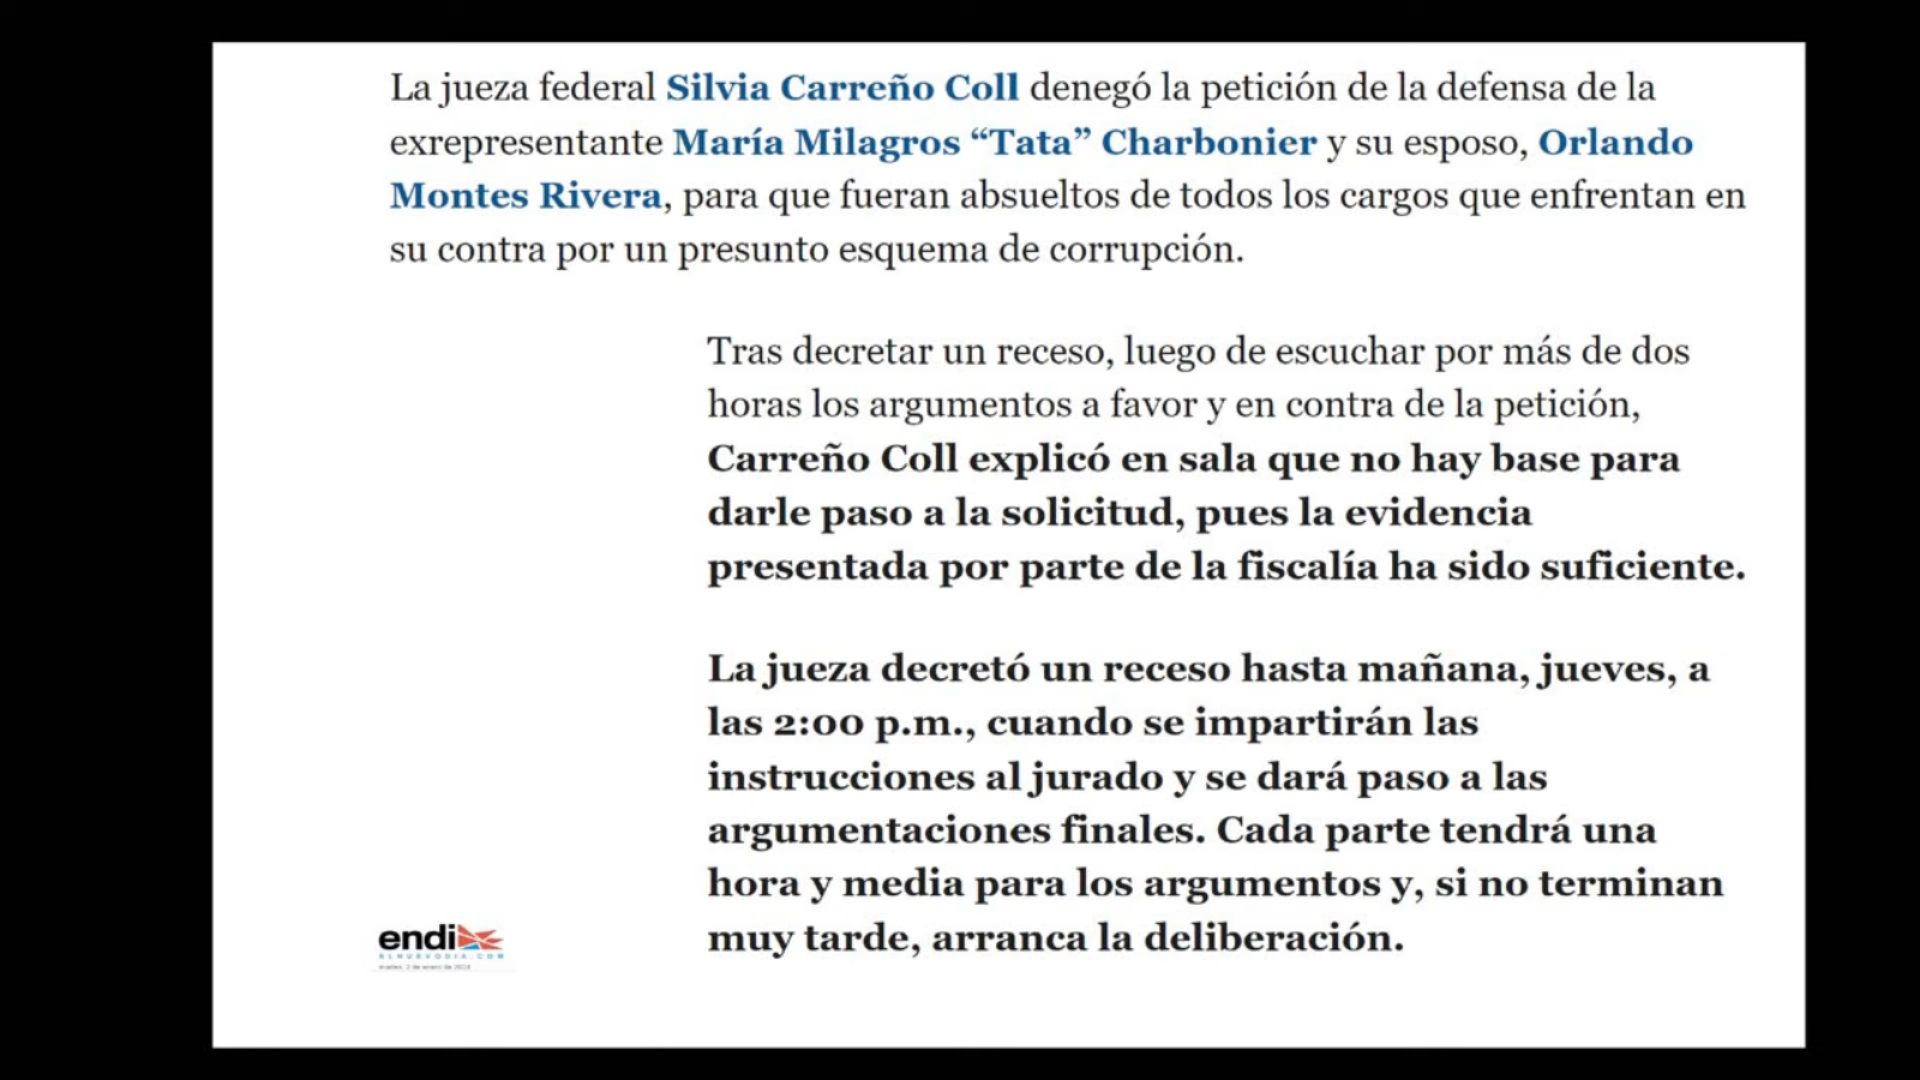 La jueza federal Silvia Carreño Coll denegó la petición de la defensa de la
exrepresentante María Milagros “Tata” Charbonier y su esposo, Orlando
Montes Rivera, para que fueran absueltos de todos los cargos que enfrentan en
su contra por un presunto esquema de corrupción.
Tras decretar un receso, luego de escuchar por más de dos
horas los argumentos a favor y en contra de la petición,
Carreño Coll explicó en sala que no hay base para
darle paso a la solicitud, pues la evidencia
presentada por parte de la fiscalía ha sido suficiente.
La jueza decretó un receso hasta mañana, jueves, a
las 2:00 p.m., cuando se impartirán las
instrucciones al jurado y se dará paso a las
argumentaciones finales. Cada parte tendrá una
hora y media para los argumentos y, si no terminan
muy tarde, arranca la deliberación.
endi
ELNUEVODIA.COM